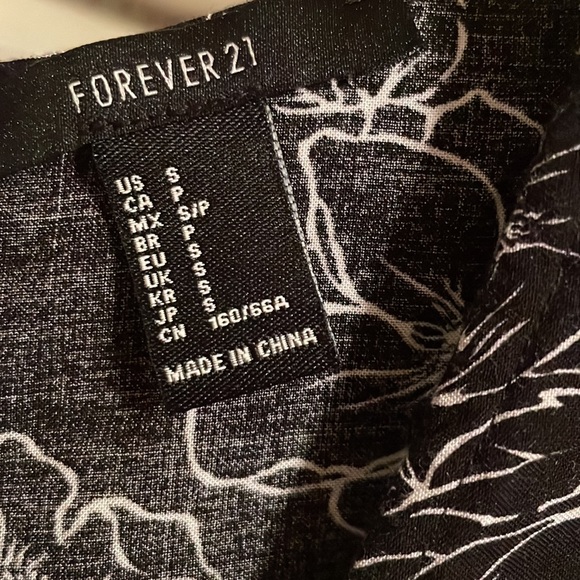 FOREVER 21
US S
CA P
MX S/P
BR P
EU S
UK S
KR S
JP S
CN 160/66A
MADE IN CHINA